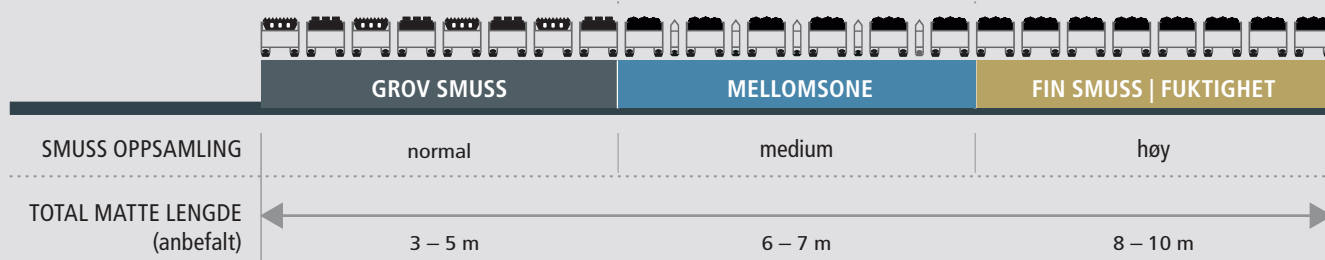 GROV SMUSS MELLOMSONE FIN SMUSS | FUKTIGHET
SMUSS OPPSAMLING normal medium høy
TOTAL MATTE LENGDE
(anbefalt) 3 – 5 m 6 – 7 m 8 – 10 m